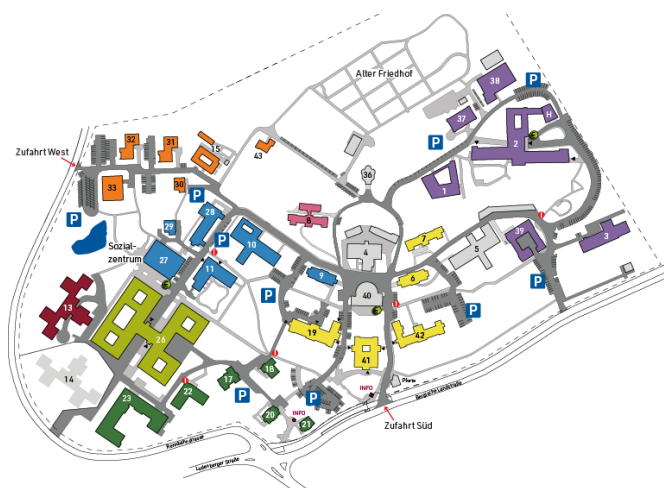 Alter Friedhof
38
P
37
P
H
2
32
31
15
43
Zufahrt West
33
30
P
36
1
28
P
8
7
39
3
P
29
10
4
5
Sozial-
zentrum
27
11
9
6
P
P
40
P
13
26
19
42
41
14
18
17
Pforte
Bergische Landstraße
22
P
INFO
P
INFO
23
20
21
Zufahrt Süd